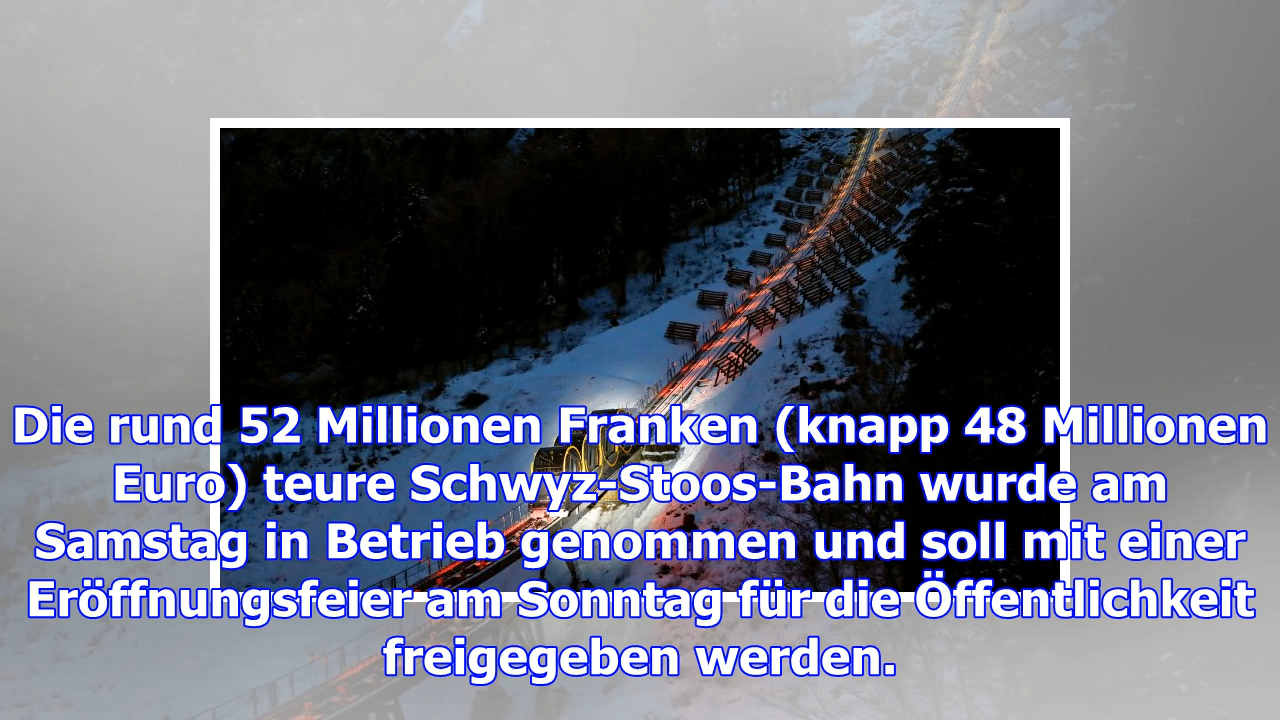 Die rund 52 Millionen Franken (knapp 48 Millionen
Euro) teure Schwyz-Stoos-Bahn wurde am
Samstag in Betrieb genommen und soll mit einer
Eröffnungsfeier am Sonntag für die Öffentlichkeit
freigegeben werden.